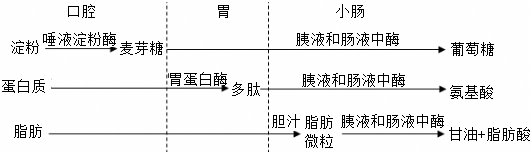 口腔 胃 小肠
淀粉 唾液淀粉酶 麦芽糖 胰液和肠液中酶 葡萄糖
蛋白质 胃蛋白酶 多肽 胰液和肠液中酶 氨基酸
脂肪 胆汁 脂肪微粒 胰液和肠液中酶 甘油+脂肪酸